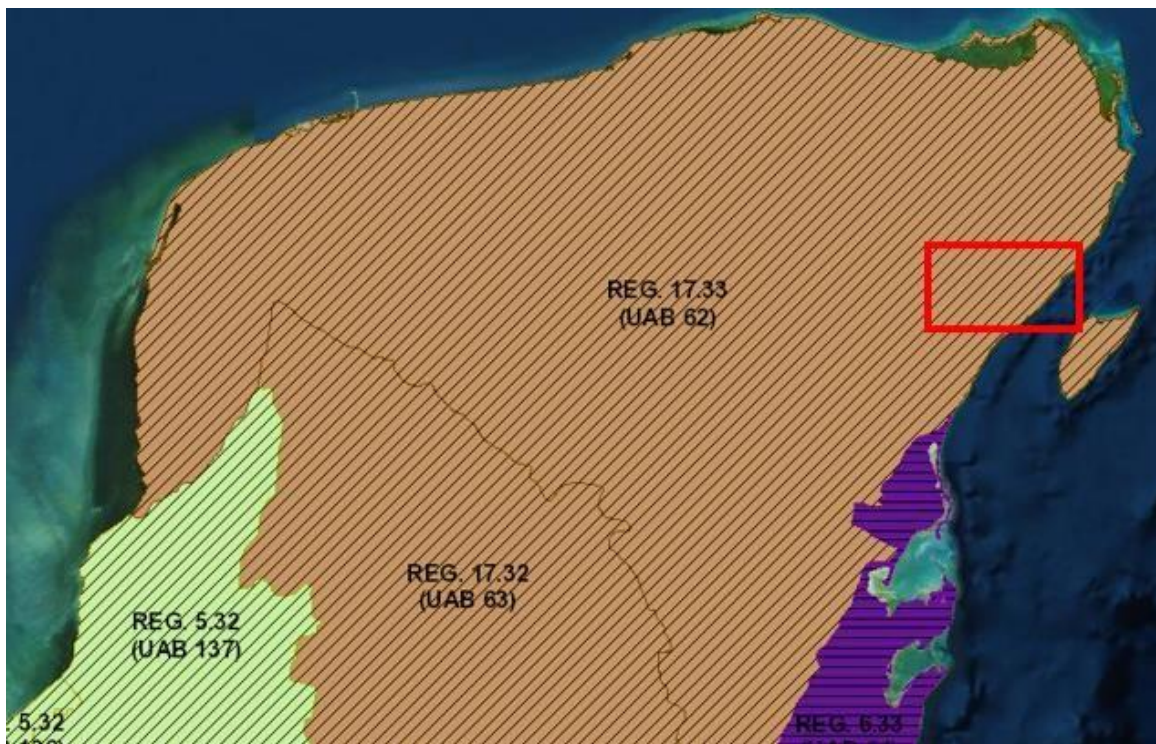 REG. 17.33
(UAB 62)
REG. 17.32
(UAB 63)
REG. 5.32
(UAB 137)
5.32
REG. 6.33